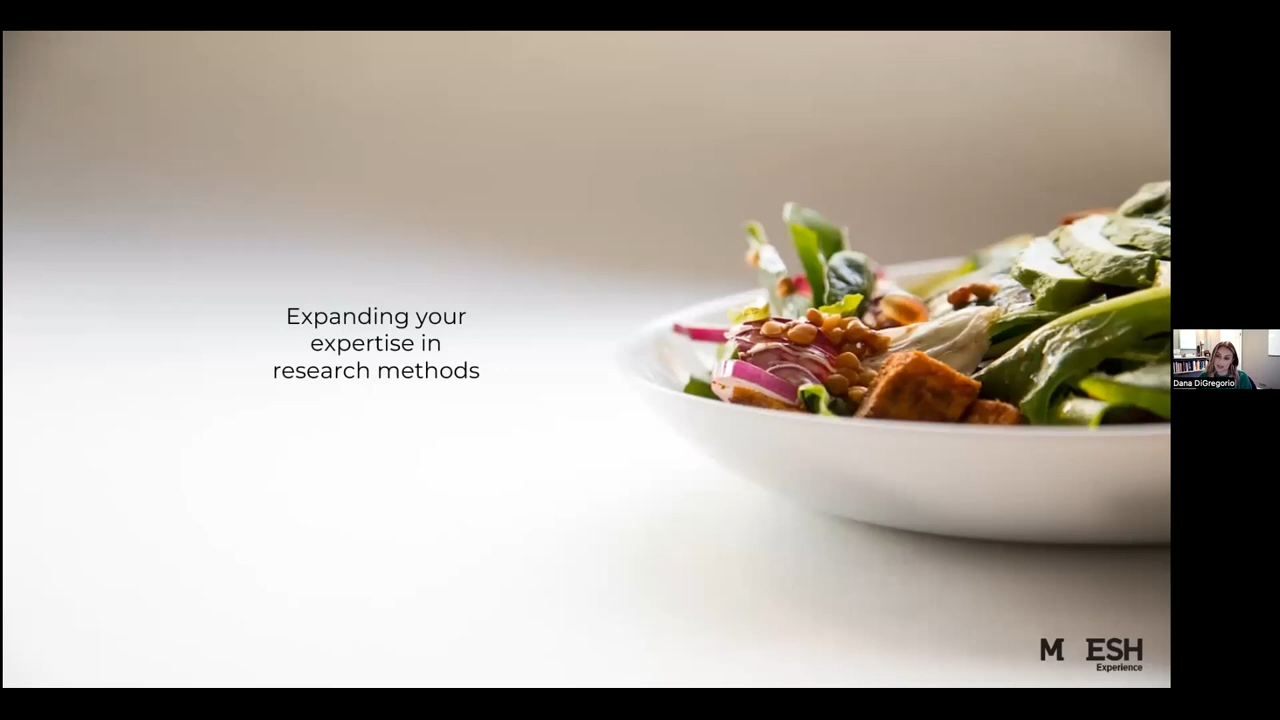 Expanding your
expertise in
research methods
Dana DiGregorio
M ESH
Experience